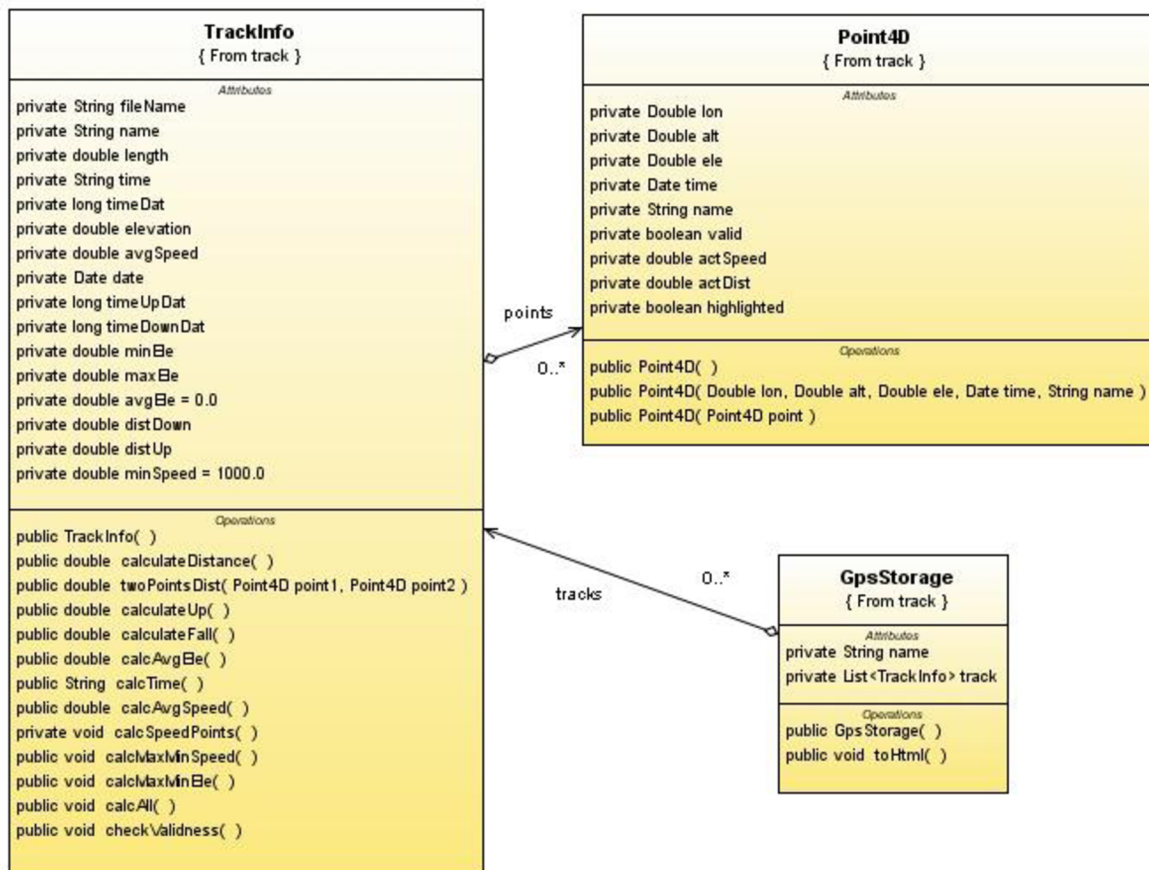 TrackInfo
{ From track }
Attributes
private String fileName
private String name
private double length
private String time
private long timeDat
private double elevation
private double avgSpeed
private Date date
private long timeUpDat
private long timeDownDat
private double minEle
private double maxEle
private double avgEle = 0.0
private double distDown
private double distUp
private double minSpeed = 1000.0
Operations
public TrackInfo( )
public double calculateDistance( )
public double twoPointsDist( Point4D point1, Point4D point2 )
public double calculateUp( )
public double calculateFall( )
public double calcAvgEle( )
public String calcTime( )
public double calcAvgSpeed( )
private void calcSpeedPoints( )
public void calcMaxMinSpeed( )
public void calcMaxMinEle( )
public void calcAll( )
public void checkValidness( )
points
0..*
Point4D
{ From track }
Attributes
private Double lon
private Double alt
private Double ele
private Date time
private String name
private boolean valid
private double actSpeed
private double actDist
private boolean highlighted
Operations
public Point4D( )
public Point4D( Double lon, Double alt, Double ele, Date time, String name )
public Point4D( Point4D point )
tracks
0..*
GpsStorage
{ From track }
Attributes
private String name
private List<TrackInfo> track
Operations
public GpsStorage( )
public void toHtml( )